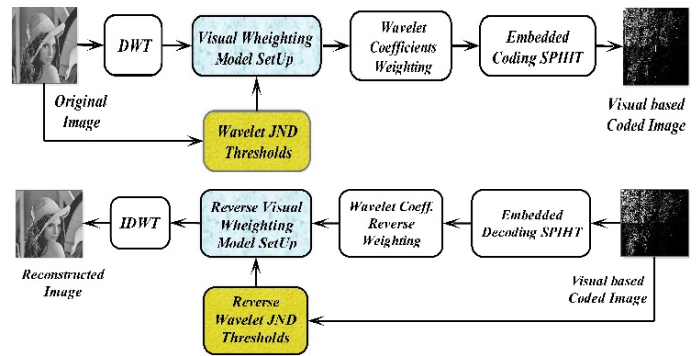 DWT
Visual Wheighting
Model SetUp
Wavelet
Coefficients
Weighting
Embedded
Coding SPIHT
Original
Image
Wavelet JND
Thresholds
Visual based
Coded Image
IDWT
Reverse Visual
Wheighting
Model SetUp
Wavelet Coeff.
Reverse
Weighting
Embedded
Decoding SPIHT
Reconstructed
Image
Reverse
Wavelet JND
Thresholds
Visual based
Coded Image